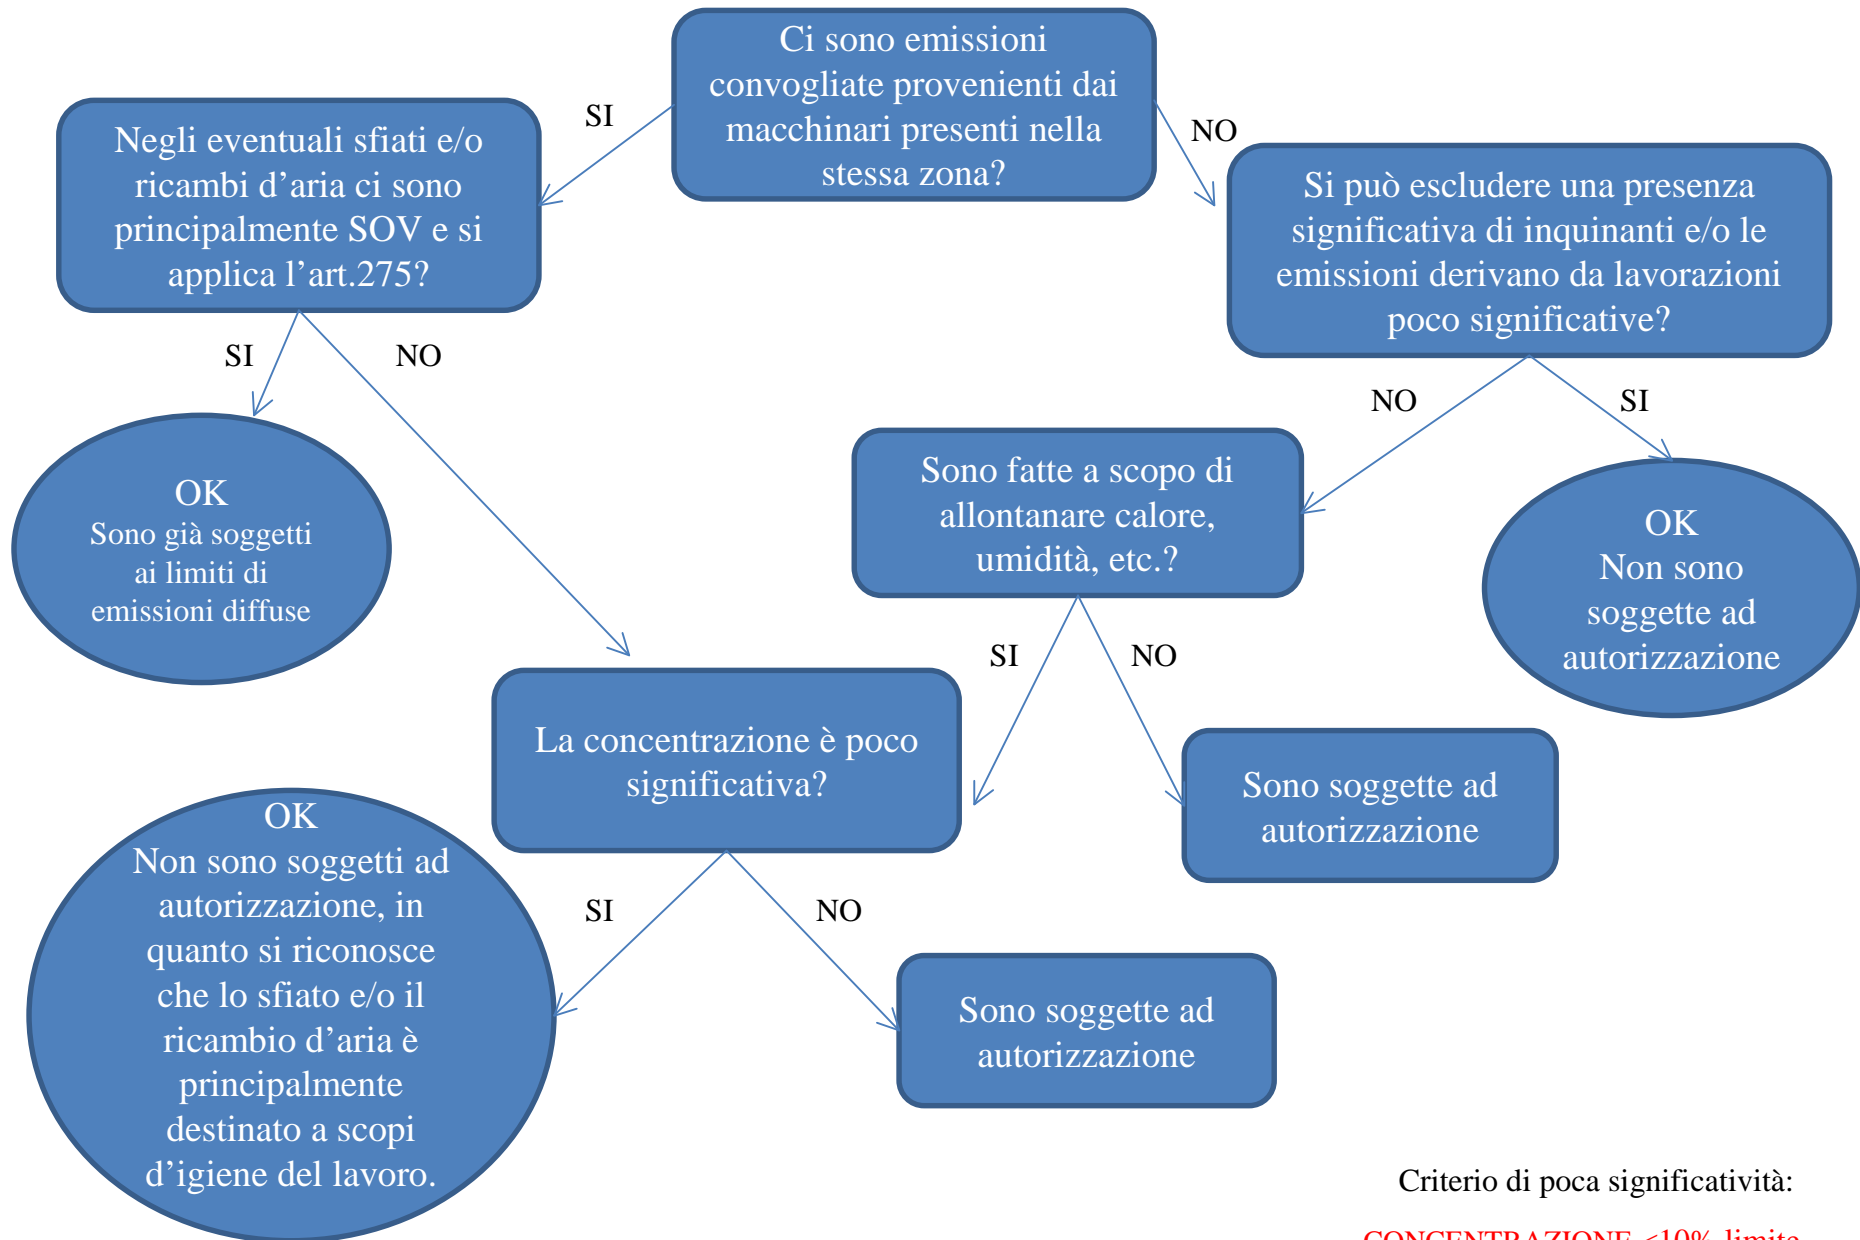 Ci sono emissioni
convogliate provenienti dai
macchinari presenti nella
stessa zona?
SI
NO
Negli eventuali sfiati e/o
ricambi d’aria ci sono
principalmente SOV e si
applica l’art.275?
Si può escludere una presenza
significativa di inquinanti e/o le
emissioni derivano da lavorazioni
poco significative?
SI
NO
NO
SI
OK
Sono già soggetti
ai limiti di
emissioni diffuse
Sono fatte a scopo di
allontanare calore,
umidità, etc.?
OK
Non sono
soggette ad
autorizzazione
SI
NO
La concentrazione è poco
significativa?
Sono soggette ad
autorizzazione
SI
NO
OK
Non sono soggetti ad
autorizzazione, in
quanto si riconosce
che lo sfiato e/o il
ricambio d’aria è
principalmente
destinato a scopi
d’igiene del lavoro.
Sono soggette ad
autorizzazione
Criterio di poca significatività:
CONCENTRAZIONE <10% limite